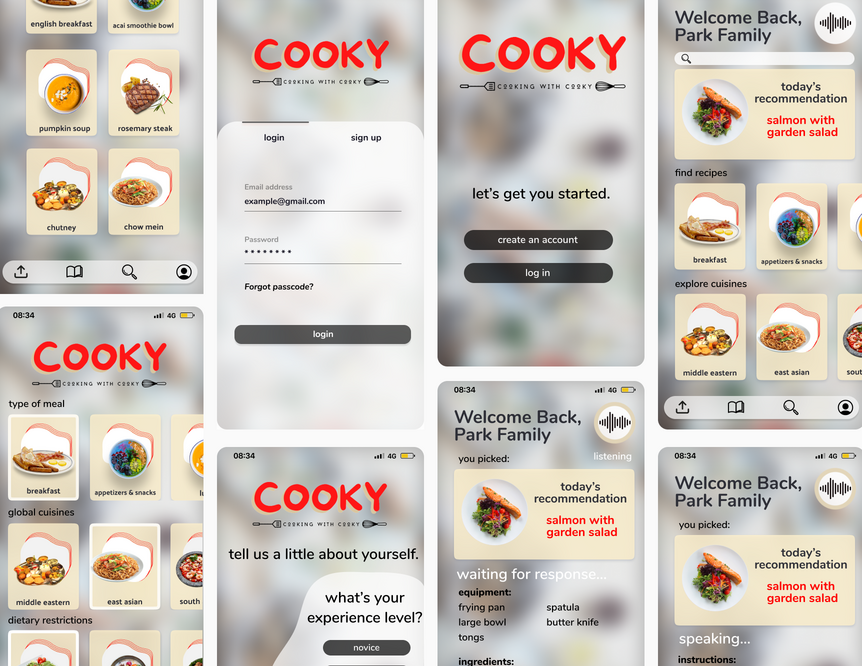 english breakfast
acai smoothie bowl
pumpkin soup
rosemary steak
chutney
chow mein
08:34
4G
COOKY
COOKING WITH COOKY
type of meal
breakfast
appetizers & snacks
lu
global cuisines
middle eastern
east asian
south
dietary restrictions
COOKY
COOKING WITH COOKY
login
sign up
Email address
example@gmail.com
Password
Forgot passcode?
login
08:34
4G
COOKY
COOKING WITH COOKY
tell us a little about yourself.
what's your
experience level?
novice
COOKY
COOKING WITH COOKY
let's get you started.
create an account
log in
08:34
4G
Welcome Back,
Park Family
listening
you picked:
today's
recommendation
salmon with
garden salad
waiting for response...
equipment:
frying pan
spatula
large bowl
butter knife
tongs
ingredients:
Welcome Back,
Park Family
today's
recommendation
salmon with
garden salad
find recipes
breakfast
appetizers & snacks
explore cuisines
middle eastern
east asian
sout
08:34
4G
Welcome Back,
Park Family
you picked:
today's
recommendation
salmon with
garden salad
speaking...
instructions: